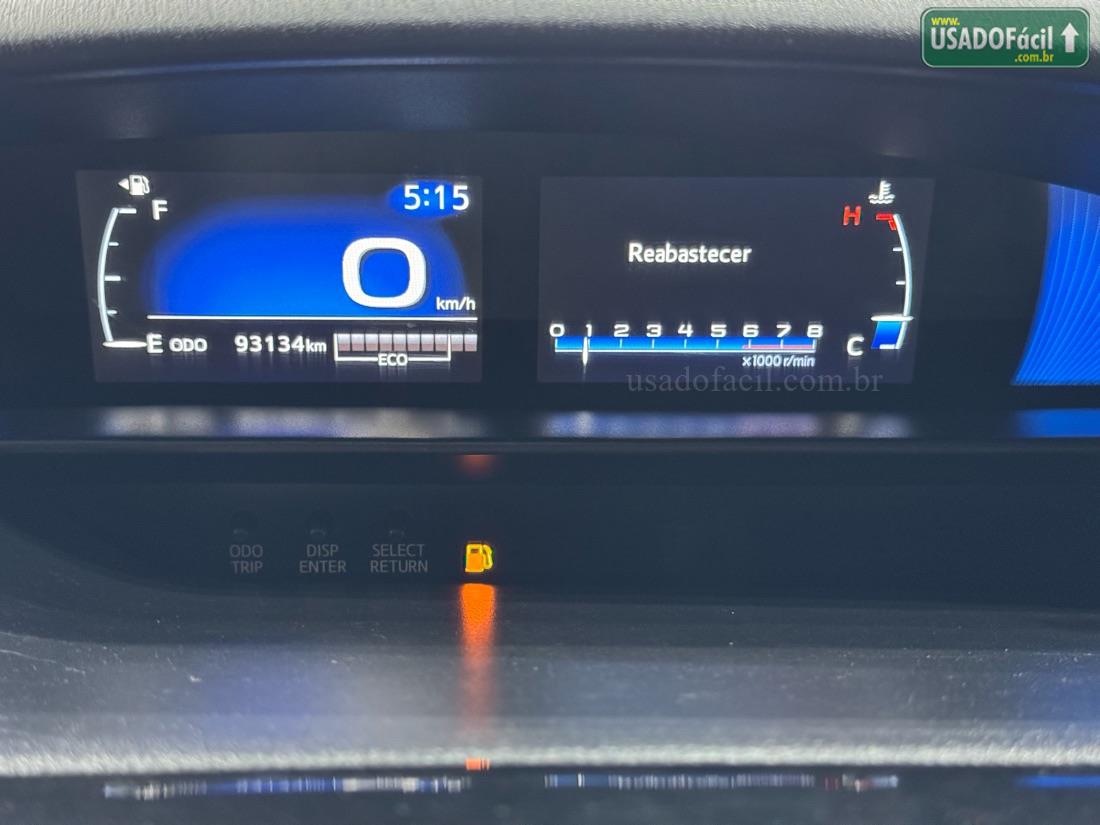 www.
USADOFácil
.com.br
F
5:15
0
km/h
E ODO 93134km
ECO
H
Reabastecer
0 1 2 3 4 5 6 7 8
x1000 r/min
C
usadofacil.com.br
ODO
TRIP
DISP
ENTER
SELECT
RETURN